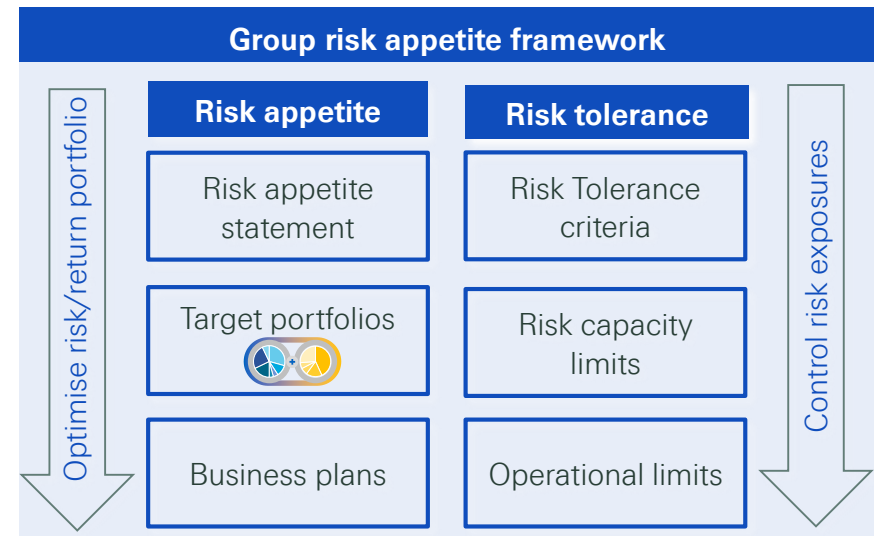 Group risk appetite framework
Optimise risk/return portfolio
Risk appetite
Risk appetite
statement
Target portfolios
+
Business plans
Risk tolerance
Risk Tolerance
criteria
Risk capacity
limits
Operational limits
Control risk exposures